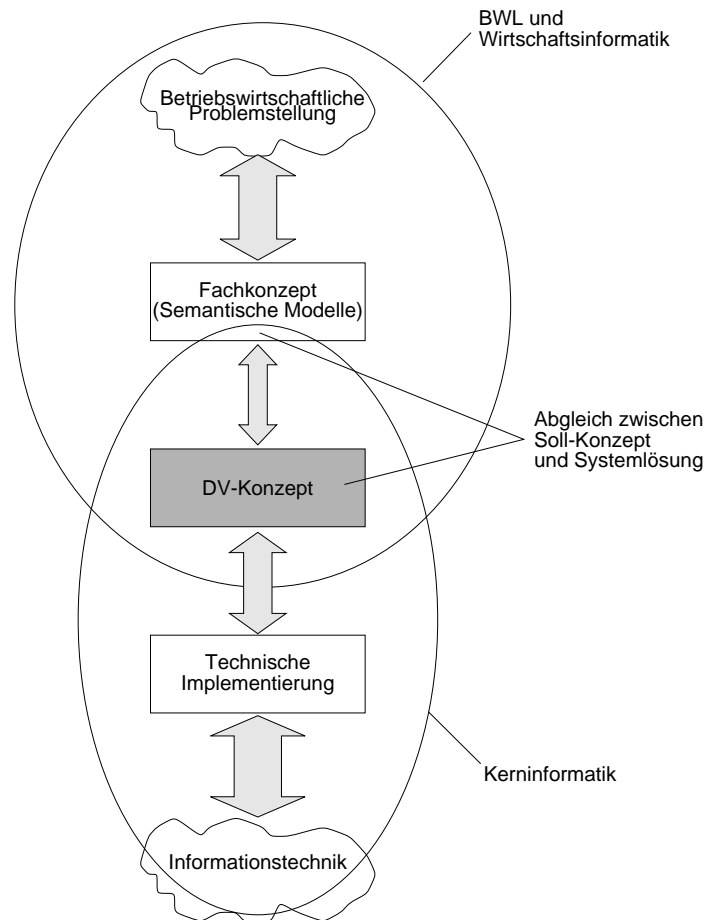 BWL und
Wirtschaftsinformatik
Betriebswirtschaftliche
Problemstellung
Fachkonzept
(Semantische Modelle)
Abgleich zwischen
Soll-Konzept
und Systemlösung
DV-Konzept
Technische
Implementierung
Kerninformatik
Informationstechnik